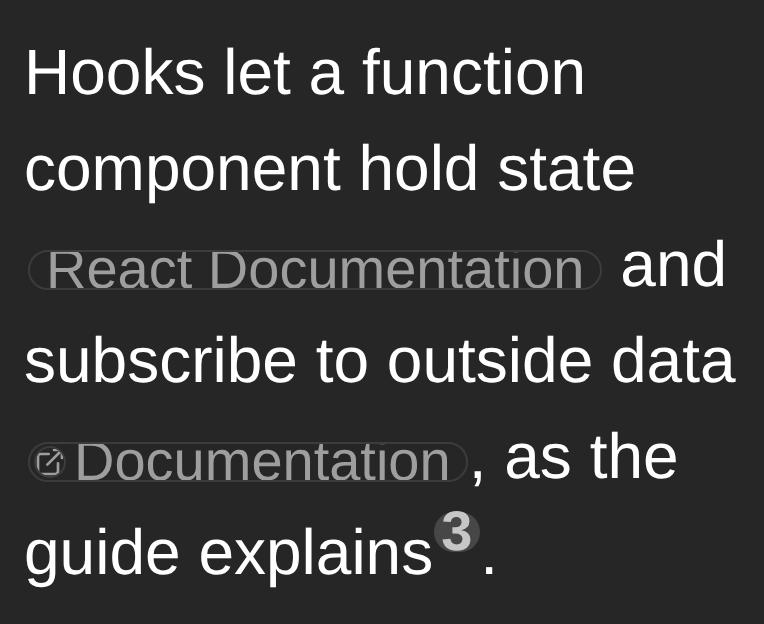 Hooks let a function
component hold state
React Documentation and
subscribe to outside data
Documentation, as the
guide explains3.